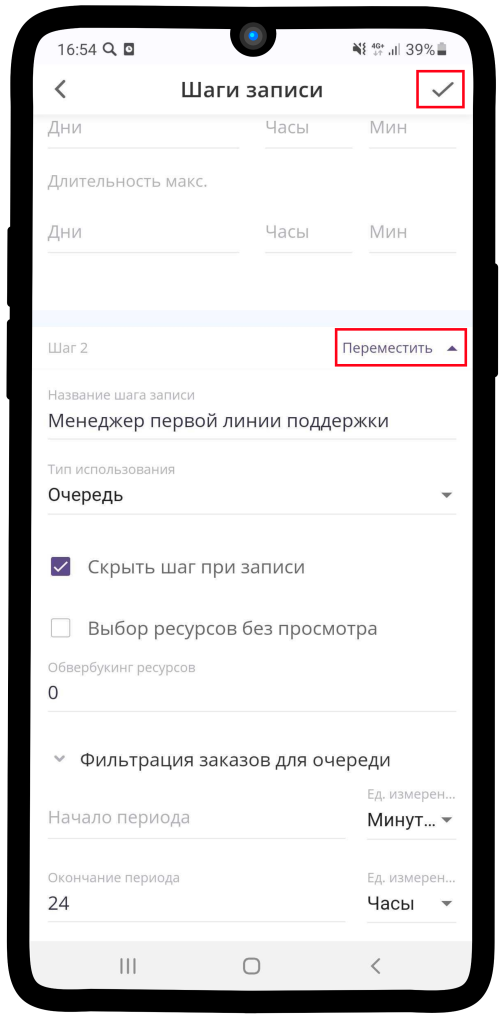 16:54 4G+ 39%
Шаги записи
Дни Часы Мин
Длительность макс.
Дни Часы Мин
Шаг 2 Переместить
Название шага записи
Менеджер первой линии поддержки
Тип использования
Очередь
Скрыть шаг при записи
Выбор ресурсов без просмотра
Обвербукинг ресурсов
0
Фильтрация заказов для очереди
Ед. измерен...
Начало периода Минут...
Окончание периода Ед. измерен...
24 Часы